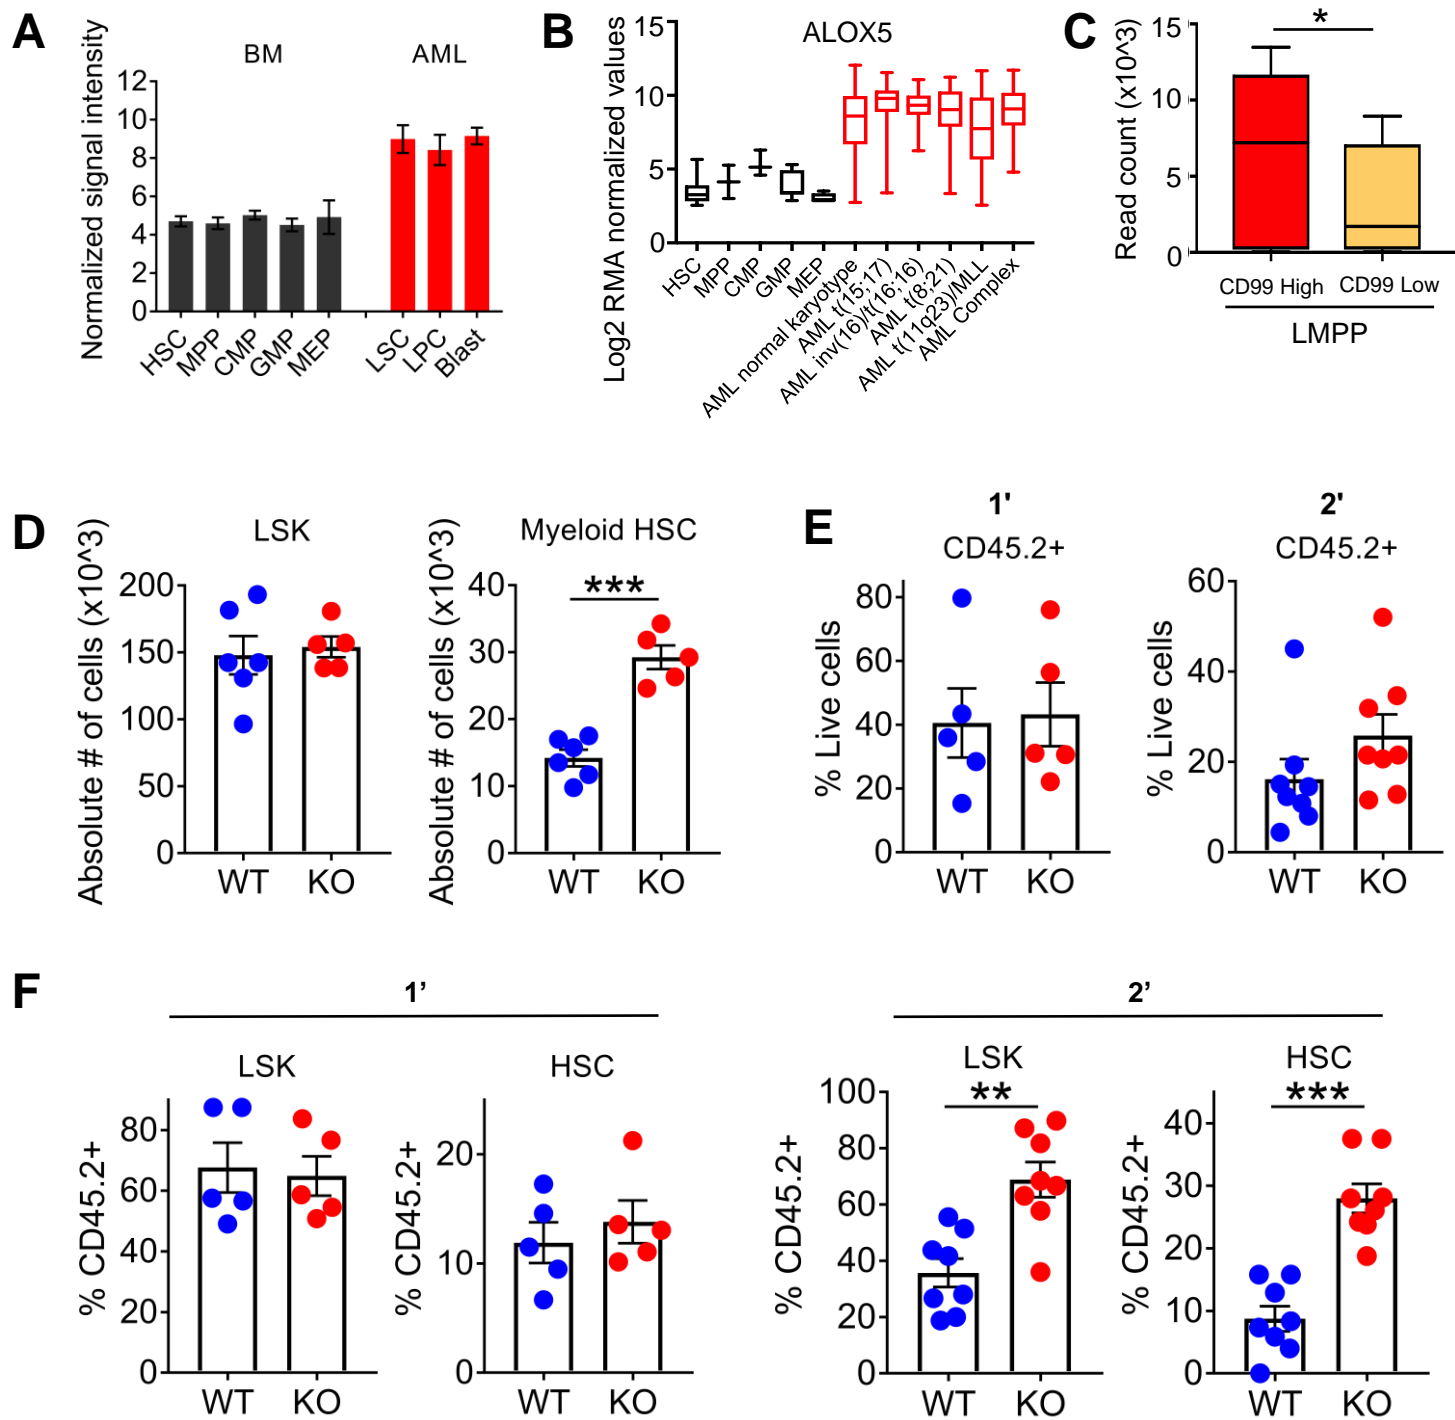 A
BM
AML
Normalized signal intensity
12
10
8
6
4
2
0
HSC
MPP
CMP
GMP
MEP
LSC
LPC
Blast
B
ALOX5
Log2 RMA normalized values
15
10
5
0
HSC
MPP
CMP
GMP
MEP
AML normal karyotype
AML t(15;17)
AML inv(16)/t(16;16)
AML t(8;21)
AML t(11q23)/MLL
AML Complex
C
*
Read count (x10^3)
15
10
5
0
CD99 High
CD99 Low
LMPP
D
LSK
Absolute # of cells (x10^3)
200
150
100
50
0
WT
KO
Myeloid HSC
***
Absolute # of cells (x10^3)
40
30
20
10
0
WT
KO
E
1'
CD45.2+
% Live cells
80
60
40
20
0
WT
KO
2'
CD45.2+
% Live cells
60
40
20
0
WT
KO
F
1’
LSK
% CD45.2+
80
60
40
20
0
WT
KO
HSC
% CD45.2+
20
10
0
WT
KO
2’
LSK
**
% CD45.2+
100
80
60
40
20
0
WT
KO
HSC
***
% CD45.2+
40
30
20
10
0
WT
KO